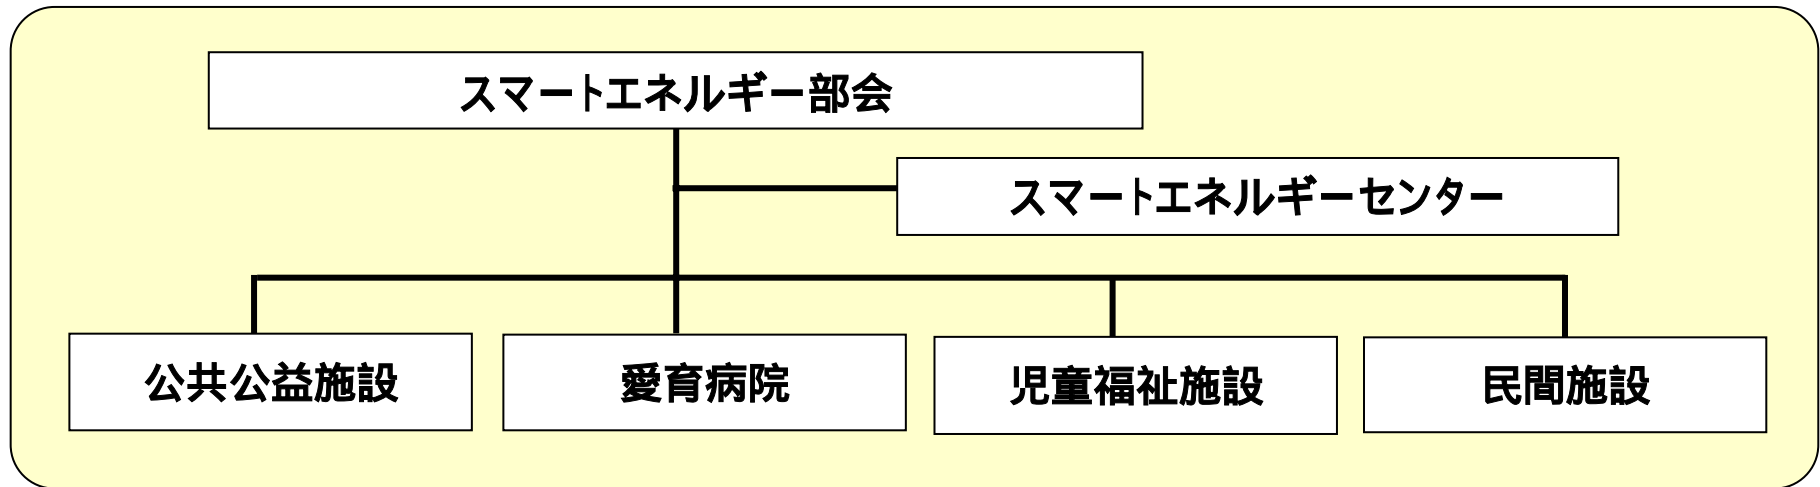 スマートエネルギー部会
スマートエネルギーセンター
公共公益施設
愛育病院
児童福祉施設
民間施設